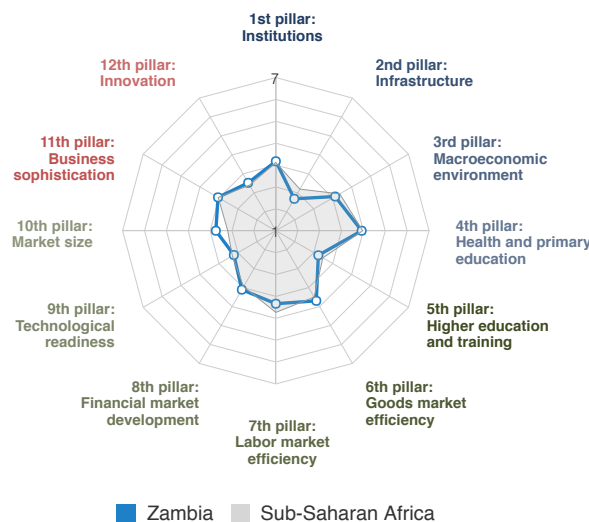 1st pillar:
Institutions
2nd pillar:
Infrastructure
3rd pillar:
Macroeconomic
environment
4th pillar:
Health and primary
education
5th pillar:
Higher education
and training
6th pillar:
Goods market
efficiency
7th pillar:
Labor market
efficiency
8th pillar:
Financial market
development
9th pillar:
Technological
readiness
10th pillar:
Market size
11th pillar:
Business
sophistication
12th pillar:
Innovation
7
1
Zambia
Sub-Saharan Africa